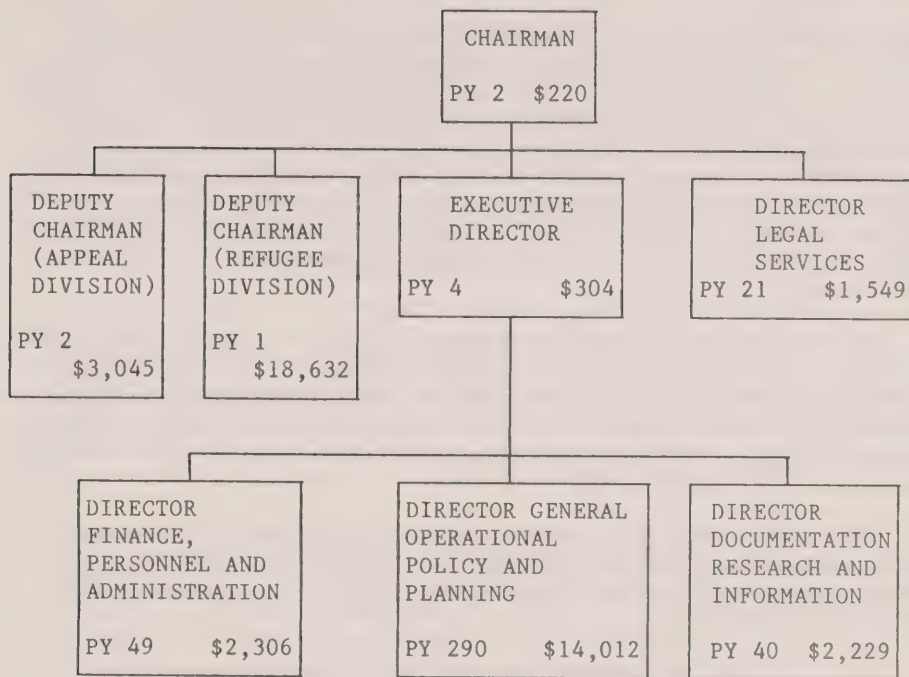 CHAIRMAN
PY 2 $220
DEPUTY
CHAIRMAN
(APPEAL
DIVISION)
PY 2
$3,045
DEPUTY
CHAIRMAN
(REFUGEE
DIVISION)
PY 1
$18,632
EXECUTIVE
DIRECTOR
PY 4 $304
DIRECTOR
LEGAL
SERVICES
PY 21 $1,549
DIRECTOR
FINANCE,
PERSONNEL AND
ADMINISTRATION
PY 49 $2,306
DIRECTOR GENERAL
OPERATIONAL
POLICY AND
PLANNING
PY 290 $14,012
DIRECTOR
DOCUMENTATION
RESEARCH AND
INFORMATION
PY 40 $2,229